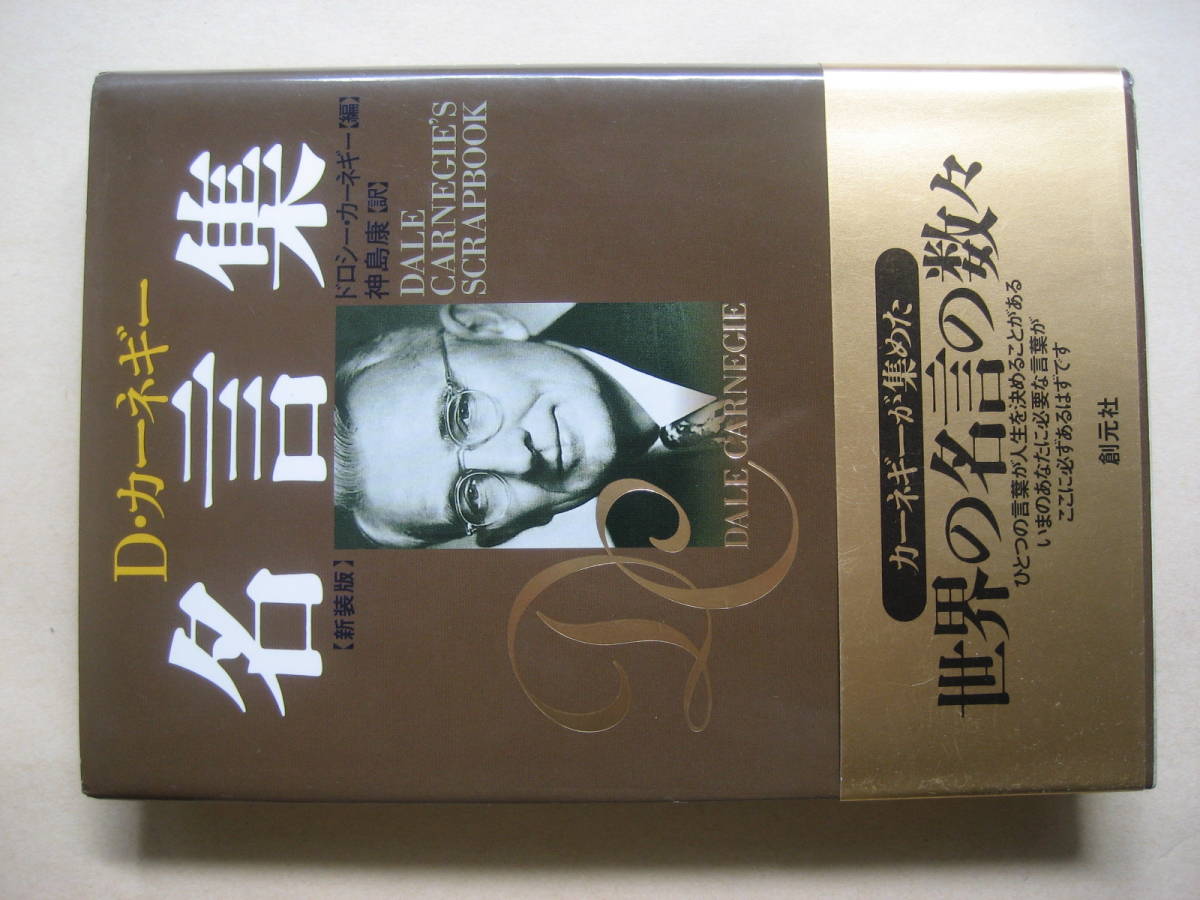 D・カーネギー
名言集
【新装版】
ドロシー・カーネギー【編】
神島康【訳】
DALE
CARNEGIE'S
SCRAPBOOK
DALE CARNEGIE
カーネギーが集めた
世界の名言の数々
ひとつの言葉が人生を決めることがある
いまのあなたに必要な言葉が
ここに必ずあるはずです
創元社